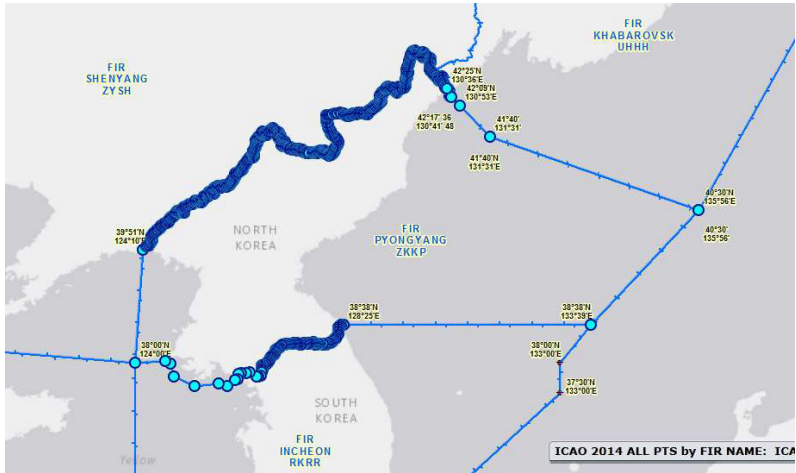 FIR
KHABAROVSK
UHHH
FIR
SHENYANG
ZYSH
42°25'N
130°36'E
42°09'N
130°53'E
42°17' 36
130°41' 48
41°40'
131°31'
41°40'N
131°31'E
40°30'N
135°56'E
40°30'
135°56'
39°51'N
124°10'E
NORTH
KOREA
FIR
PYONGYANG
ZKKP
38°38'N
128°25'E
38°38'N
133°39'E
38°00'N
124°00'E
38°00'N
133°00'E
37°30'N
133°00'E
SOUTH
KOREA
FIR
INCHEON
RKRR
Yellow
ICAO 2014 ALL PTS by FIR NAME: ICA